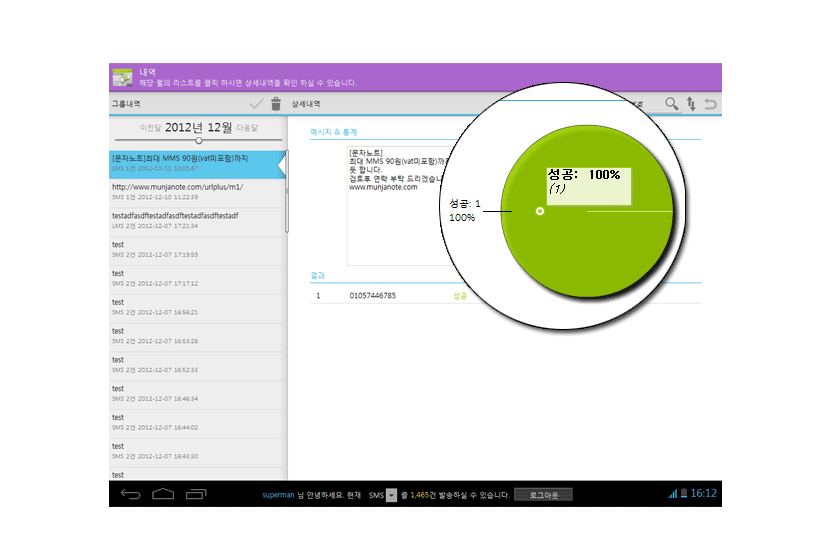 내역
해당 월의 리스트를 클릭 하시면 상세내역을 확인 하실 수 있습니다.
그룹내역
상세내역
이전달 2012년 12월 다음달
[문자노트]최대 MMS 90원(vat미포함)까지
LMS 1건 2012-12-11 10:01:47
http://www.munjanote.com/urlplus/m1/
SMS 2건 2012-12-10 11:22:39
testadfasdftestadfasdftestadfasdftestadf
LMS 2건 2012-12-07 17:21:34
test
SMS 2건 2012-12-07 17:19:59
test
SMS 2건 2012-12-07 17:17:12
test
SMS 2건 2012-12-07 16:56:21
test
SMS 2건 2012-12-07 16:53:28
test
SMS 2건 2012-12-07 16:52:33
test
SMS 2건 2012-12-07 16:46:34
test
SMS 2건 2012-12-07 16:44:02
test
SMS 2건 2012-12-07 16:43:30
test
메시지 & 통계
[문자노트]
최대 MMS 90원(vat미포함)까
듯 합니다.
검토후 연락 부탁 드리겠습니
www.munjanote.com
성공: 1
100%
성공: 100%
(1)
결과
1 01057446785 성공
superman 님 안녕하세요. 현재 SMS 를 1,465건 발송하실 수 있습니다. 로그아웃
16:12